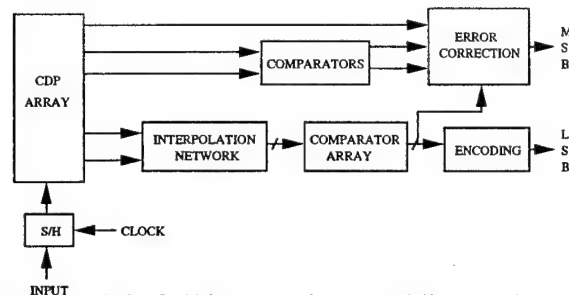 ERROR
CORRECTION
M
S
B
COMPARATORS
CDP
ARRAY
INTERPOLATION
NETWORK
COMPARATOR
ARRAY
ENCODING
L
S
B
S/H
CLOCK
INPUT